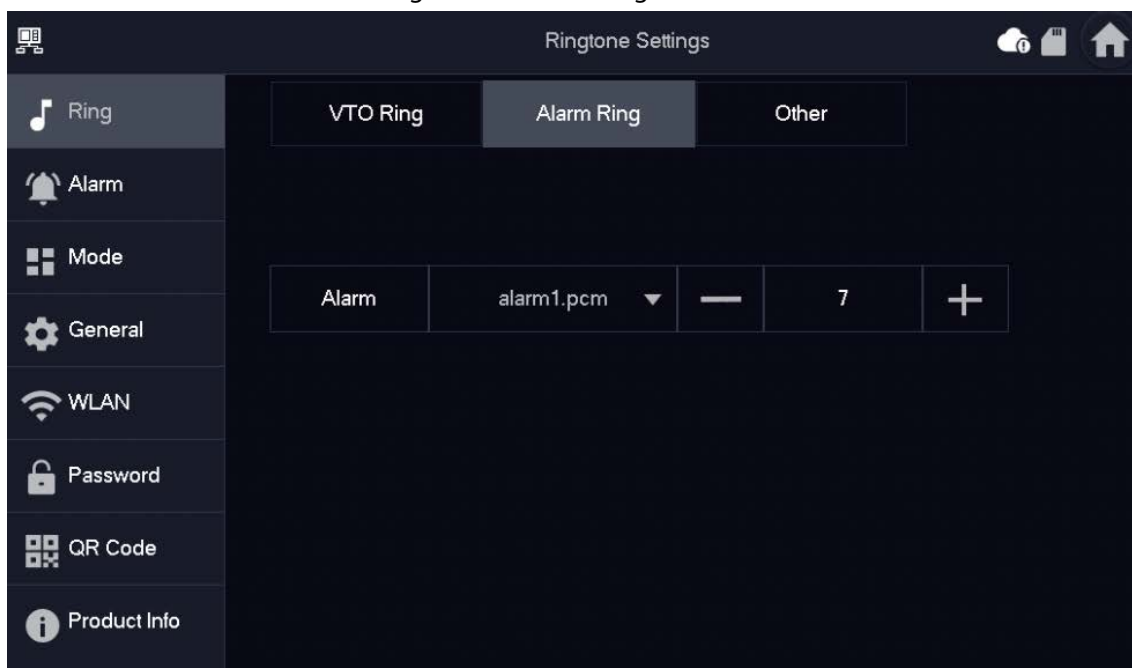 Ringtone Settings
Ring
VTO Ring Alarm Ring Other
Alarm
Mode
Alarm alarm1.pcm 7
General
WLAN
Password
QR Code
Product Info